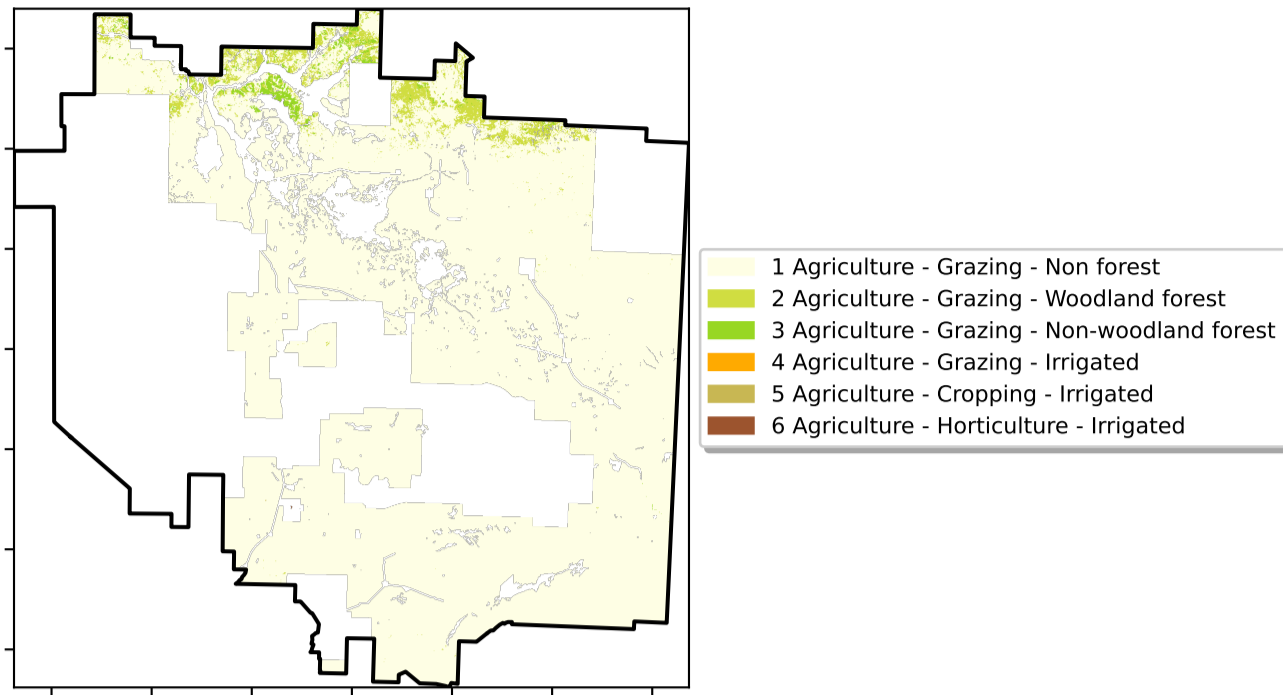 1 Agriculture - Grazing - Non forest
2 Agriculture - Grazing - Woodland forest
3 Agriculture - Grazing - Non-woodland forest
4 Agriculture - Grazing - Irrigated
5 Agriculture - Cropping - Irrigated
6 Agriculture - Horticulture - Irrigated